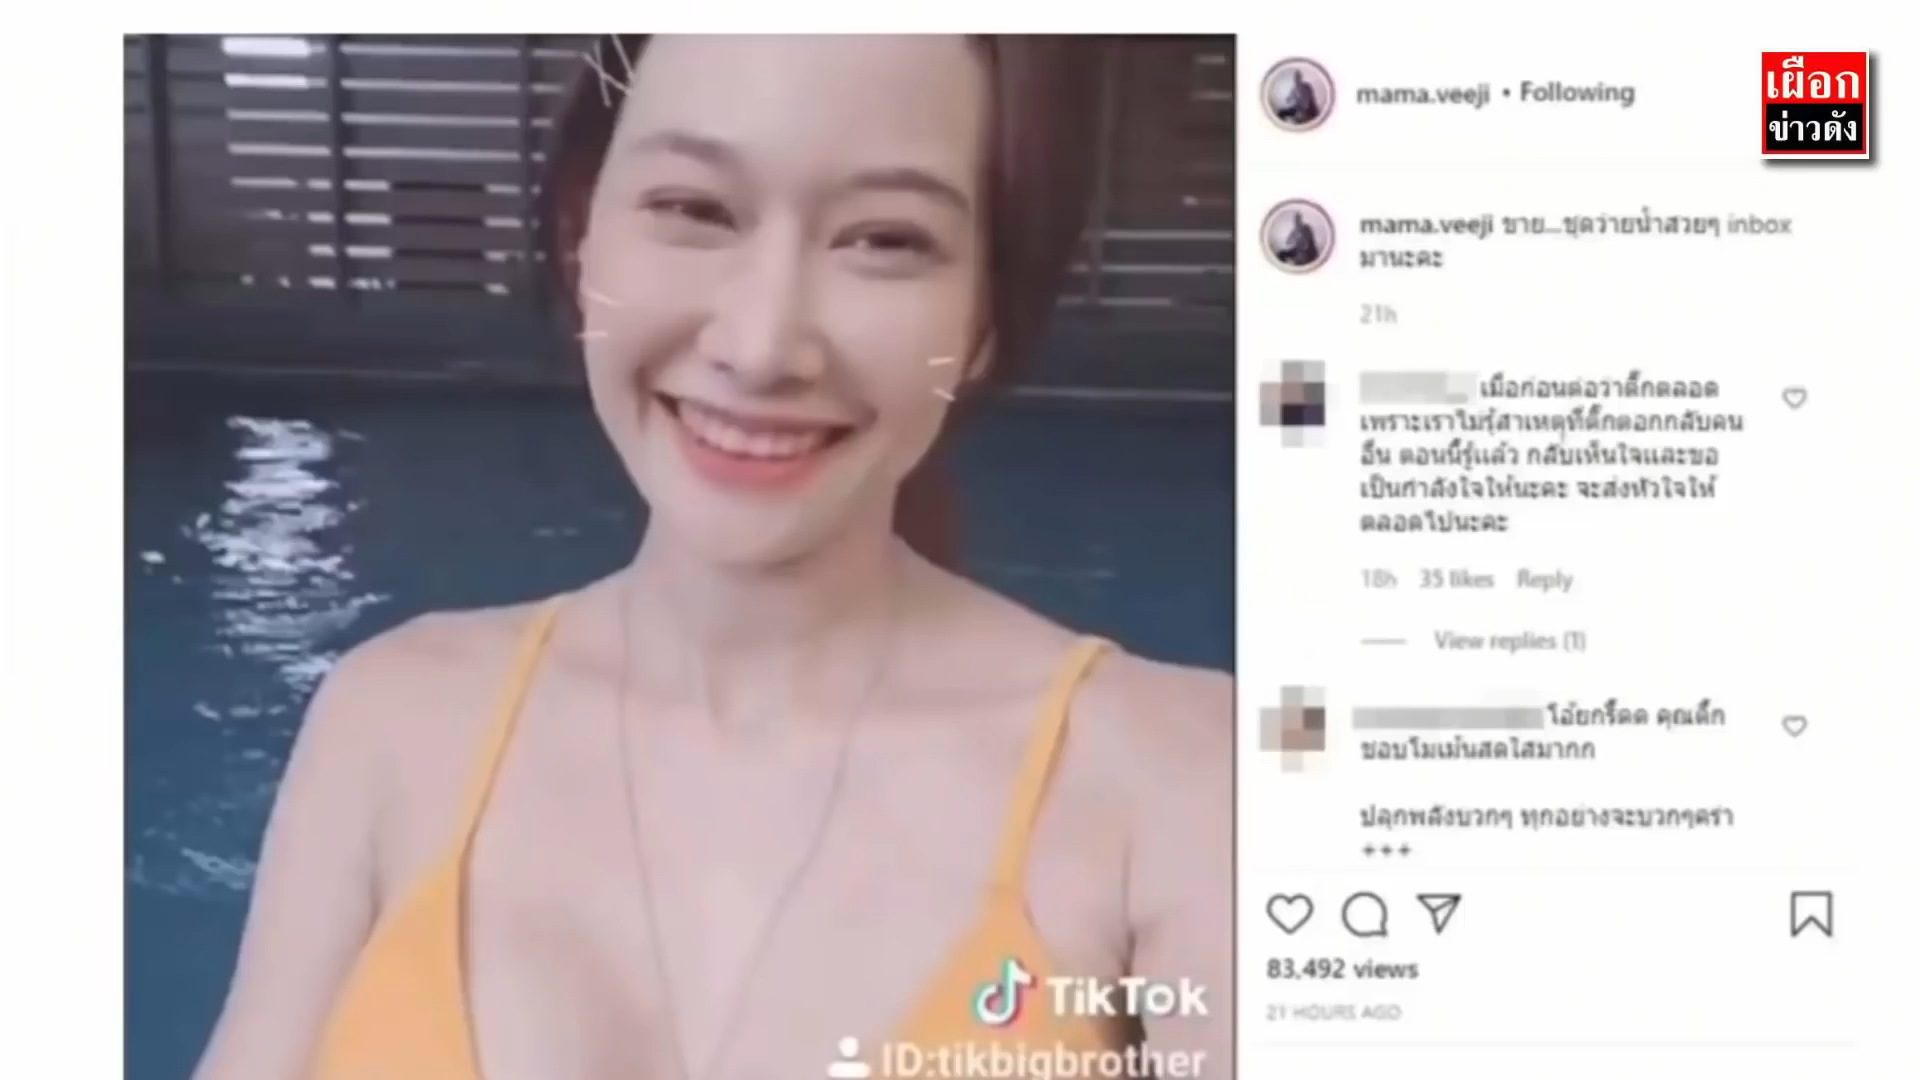 เผือก
ข่าวดัง
mama.veeji • Following
mama.veeji ขาย...ชุดว่ายน้ำสวยๆ inbox
มานะคะ
21h
เมื่อก่อนต่อว่าติ๊กตลอด
เพราะเราไม่รู้สาเหตุที่ติ๊กตอกกลับคน
อื่น ตอนนี้รู้แล้ว กลับเห็นใจและขอ
เป็นกำลังใจให้นะคะ จะส่งหัวใจให้
ตลอดไปนะคะ
18h 35 likes Reply
View replies (1)
โอ้ยกรี๊ดด คุณติ๊ก
ชอบโมเม้นสดใสมากก
ปลุกพลังบวกๆ ทุกอย่างจะบวกๆคร่า
+++
83,492 views
21 HOURS AGO
TikTok
ID:tikbigbrother